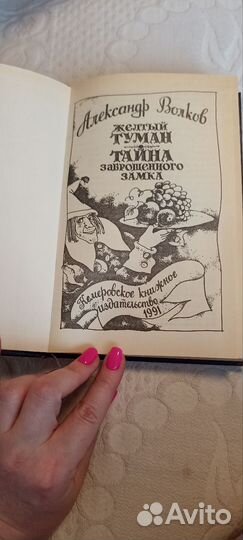 Александр Волков
ЖЕЛТЫЙ
ТУМАН
ТАЙНА
ЗАБРОШЕННОГО
ЗАМКА
Кемеровское книжное
издательство
1991
Avito